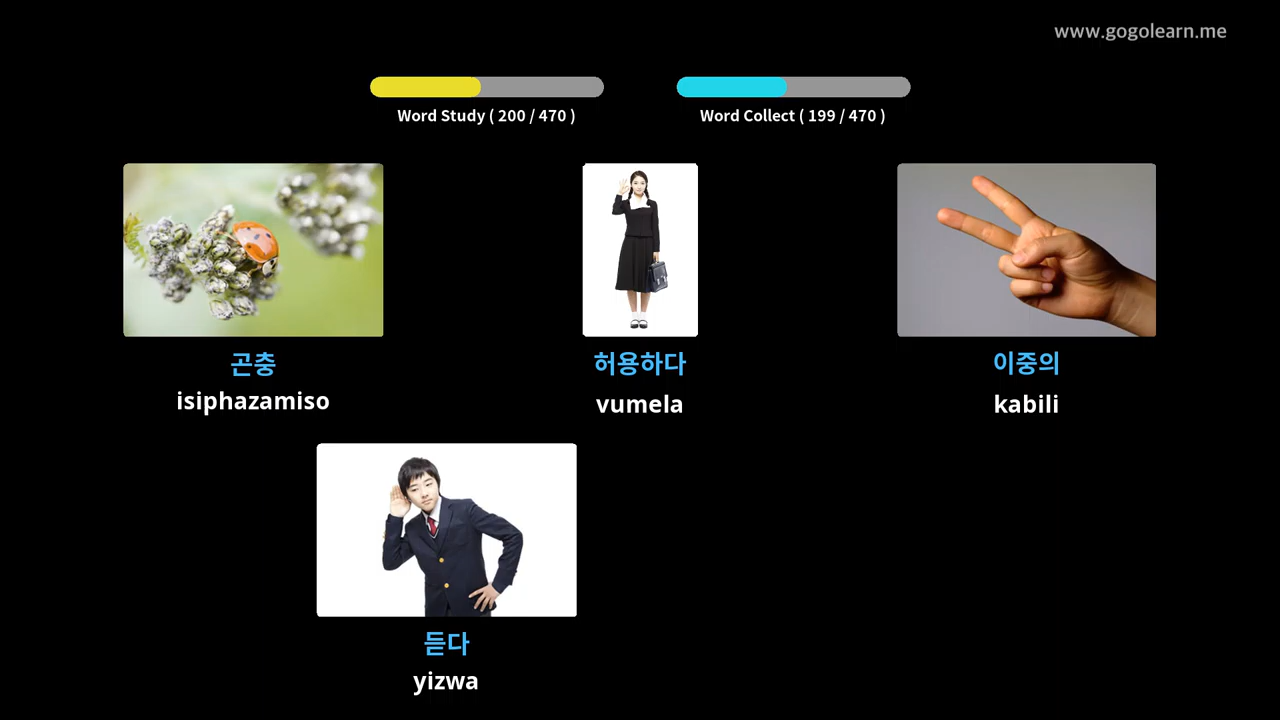 www.gogolearn.me
Word Study ( 200 / 470 )
Word Collect ( 199 / 470 )
곤충
isiphazamiso
허용하다
vumela
이중의
kabili
듣다
yizwa